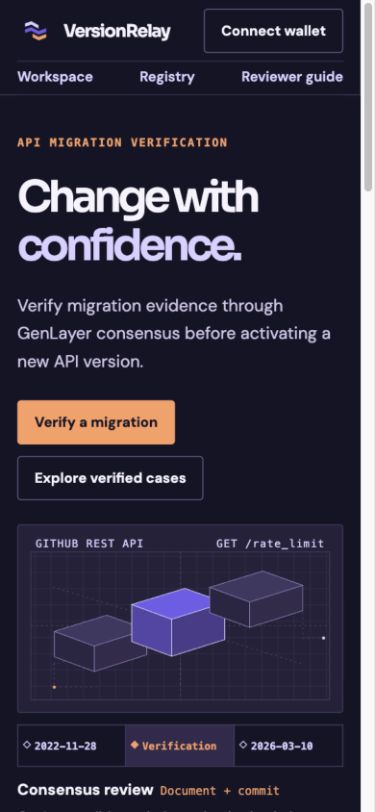 VersionRelay
Connect wallet
Workspace Registry Reviewer guide
API MIGRATION VERIFICATION
Change with
confidence.
Verify migration evidence through
GenLayer consensus before activating a
new API version.
Verify a migration
Explore verified cases
GITHUB REST API GET /rate_limit
2022-11-28 Verification 2026-03-10
Consensus review Document + commit